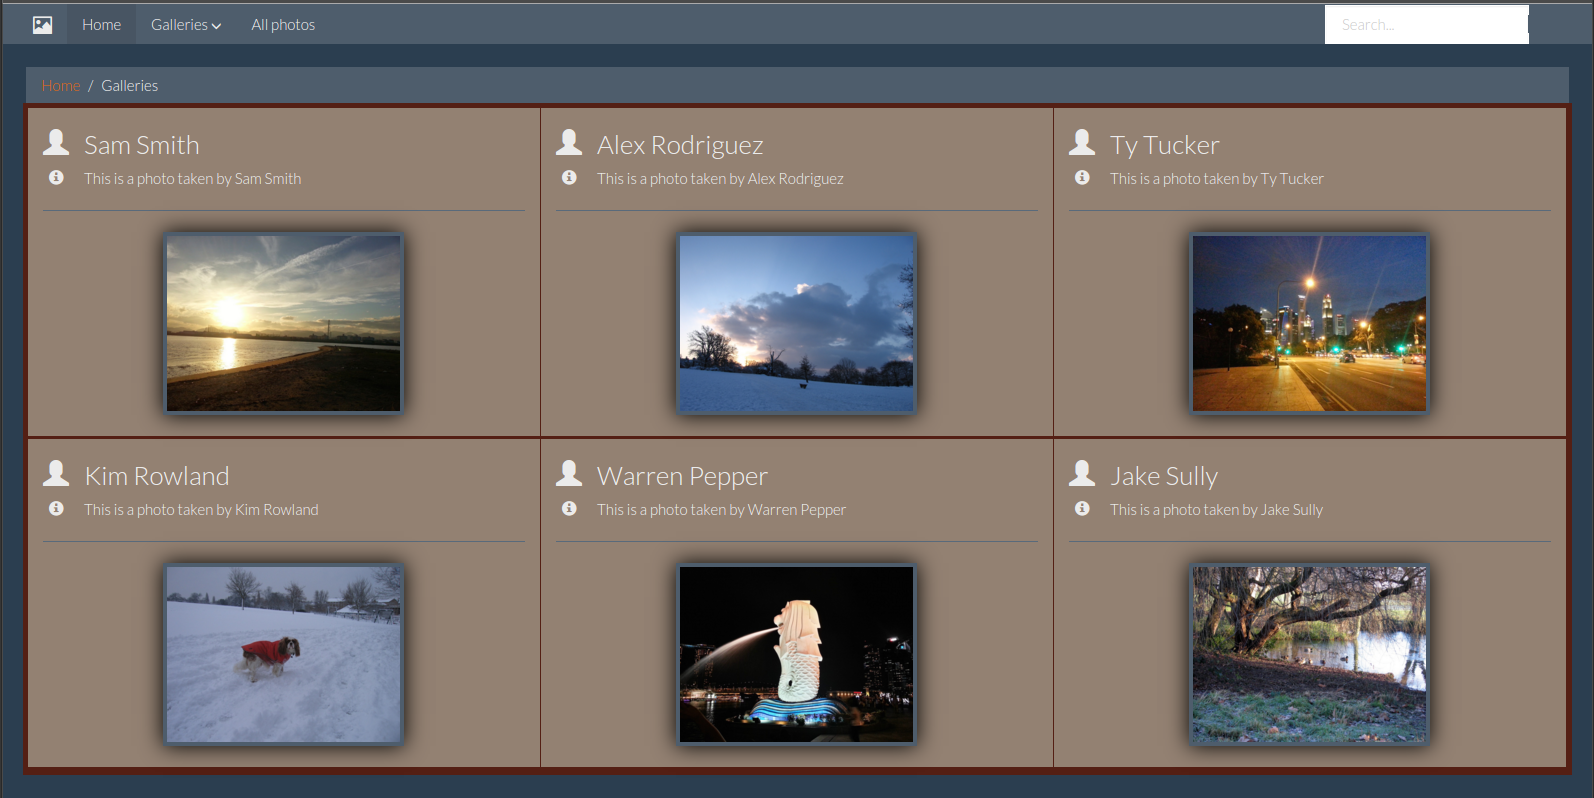 Home Galleries All photos Search...
Home / Galleries
Sam Smith
This is a photo taken by Sam Smith
Alex Rodriguez
This is a photo taken by Alex Rodriguez
Ty Tucker
This is a photo taken by Ty Tucker
Kim Rowland
This is a photo taken by Kim Rowland
Warren Pepper
This is a photo taken by Warren Pepper
Jake Sully
This is a photo taken by Jake Sully